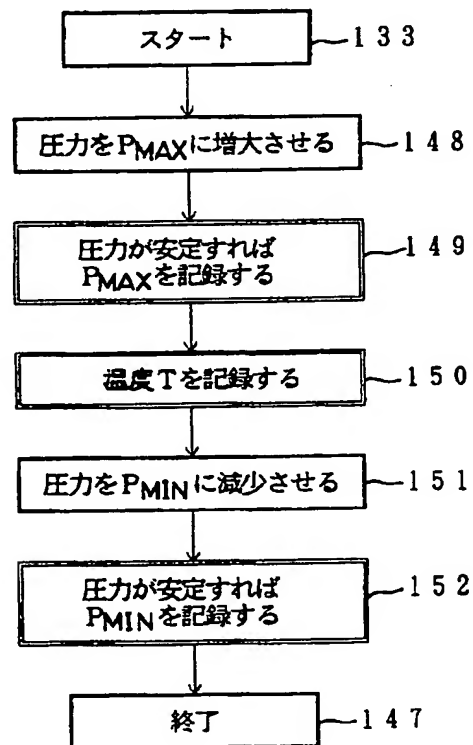 スタート
133
圧力をPMAXに増大させる
148
圧力が安定すれば
PMAXを記録する
149
温度Tを記録する
150
圧力をPMINに減少させる
151
圧力が安定すれば
PMINを記録する
152
終了
147